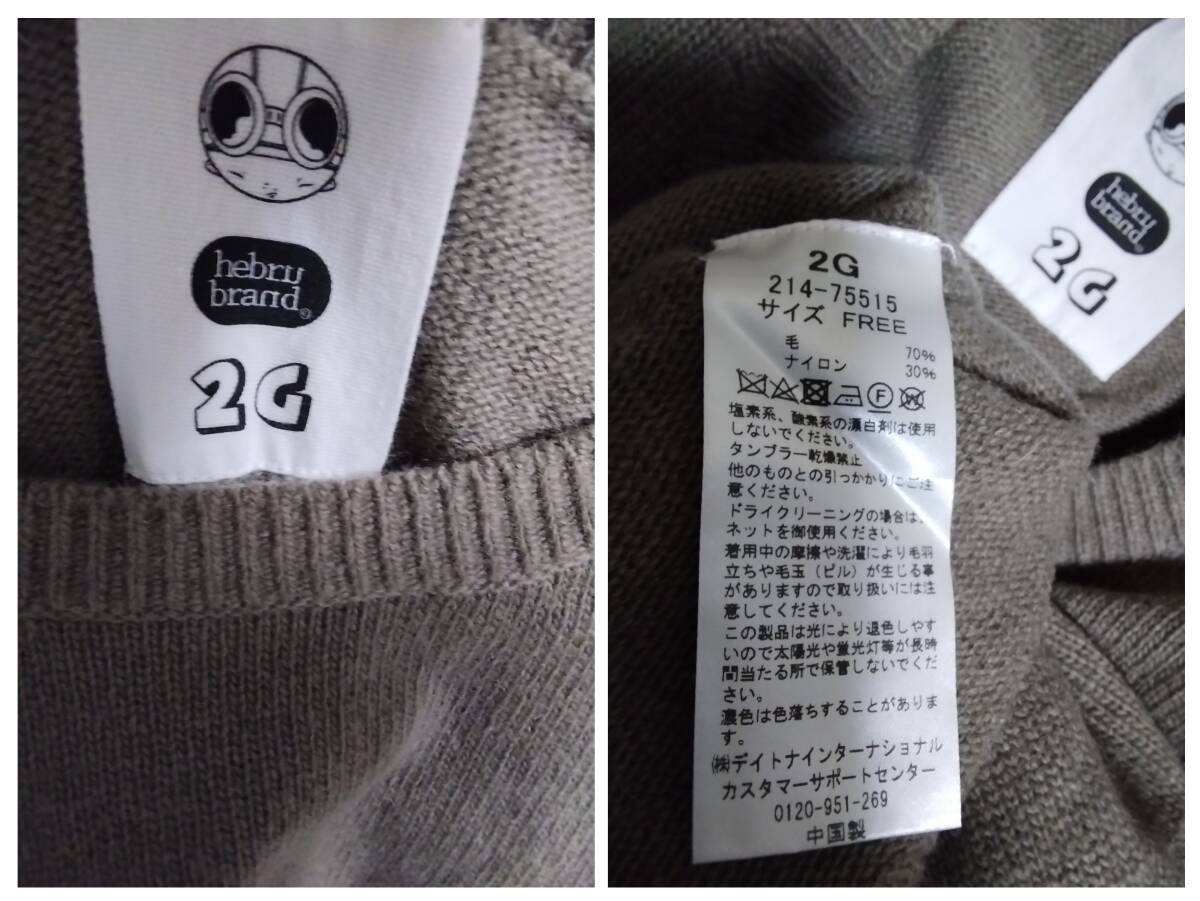 hebru
brand®
2G
hebru
brand
2G
2G
214-75515
サイズ FREE
毛 70%
ナイロン 30%
F W
塩素系、酸素系の漂白剤は使用
しないでください。
タンブラー乾燥禁止
他のものとの引っかかりにご注
意ください。
ドライクリーニングの場合は
ネットを御使用ください。
着用中の摩擦や洗濯により毛羽
立ちや毛玉（ピル）が生じる事
がありますので取り扱いには注
意してください。
この製品は光により退色しやす
いので太陽光や蛍光灯等が長時
間当たる所で保管しないでくだ
さい。
濃色は色落ちすることがありま
す。
㈱デイトナインターナショナル
カスタマーサポートセンター
0120-951-269
中国製